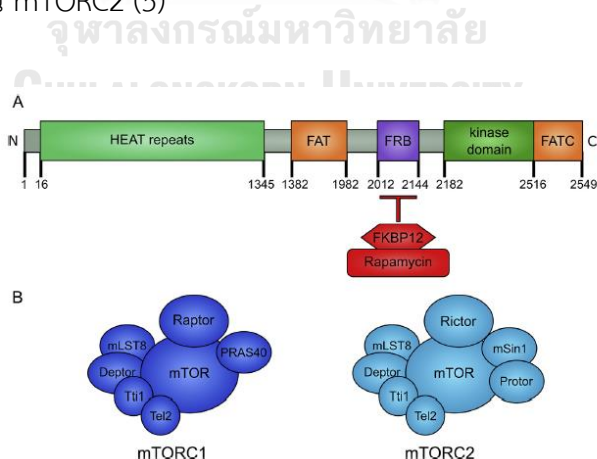 mTORC2 (5)
จุฬาลงกรณ์มหาวิทยาลัย
CHULALONGKORN UNIVERSITY
A
N HEAT repeats FAT FRB kinase domain FATC C
1 16 1345 1382 1982 2012 2144 2182 2516 2549
FKBP12
Rapamycin
B
Raptor
mLST8
PRAS40
Deptor
mTOR
Tti1
Tel2
mTORC1
Rictor
mLST8
mSin1
Deptor
mTOR
Protor
Tti1
Tel2
mTORC2